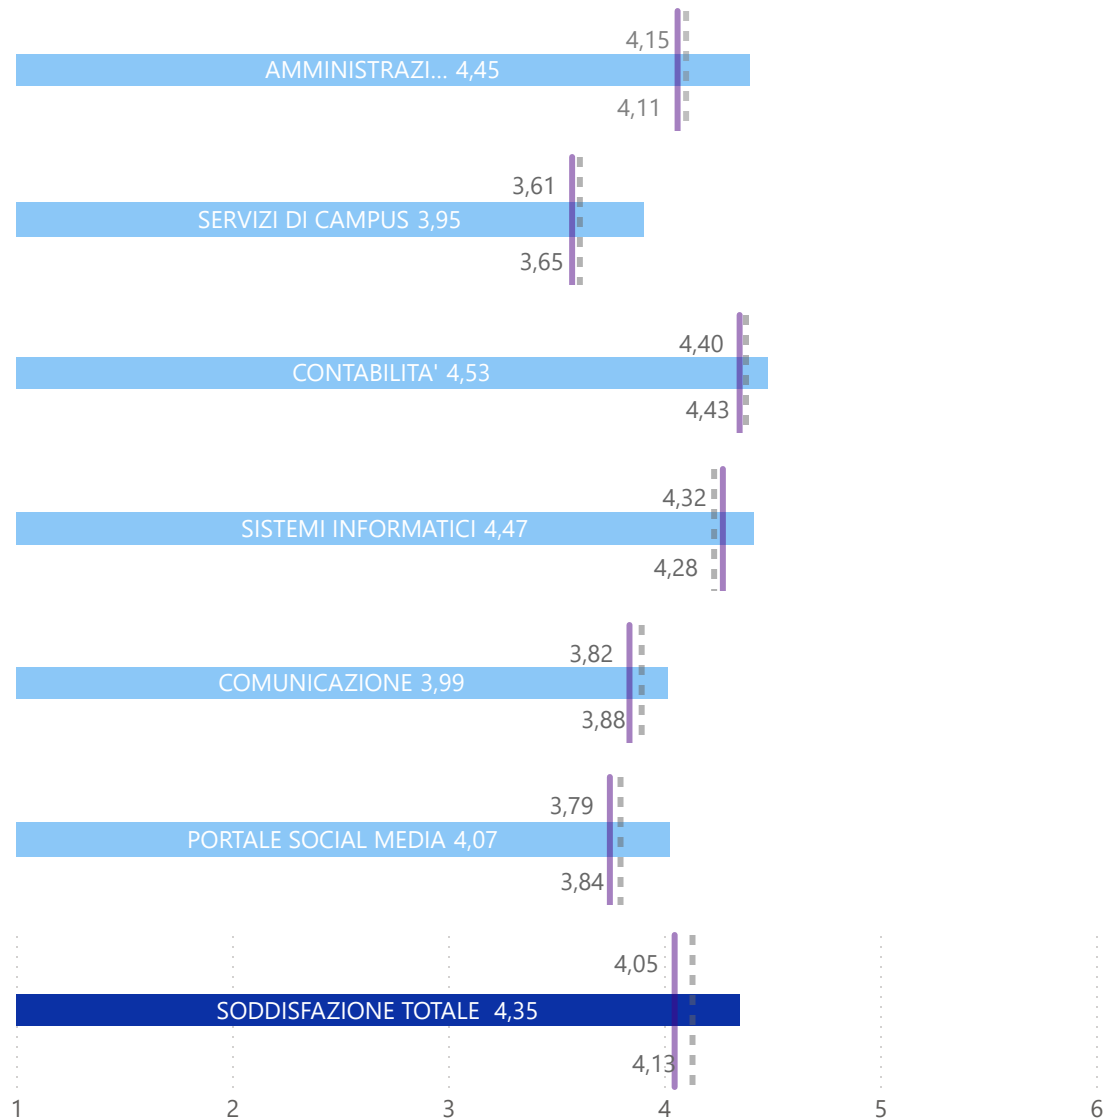 4,15
AMMINISTRAZI... 4,45
4,11
3,61
SERVIZI DI CAMPUS 3,95
3,65
4,40
CONTABILITA' 4,53
4,43
4,32
SISTEMI INFORMATICI 4,47
4,28
3,82
COMUNICAZIONE 3,99
3,88
3,79
PORTALE SOCIAL MEDIA 4,07
3,84
4,05
SODDISFAZIONE TOTALE 4,35
4,13
1 2 3 4 5 6